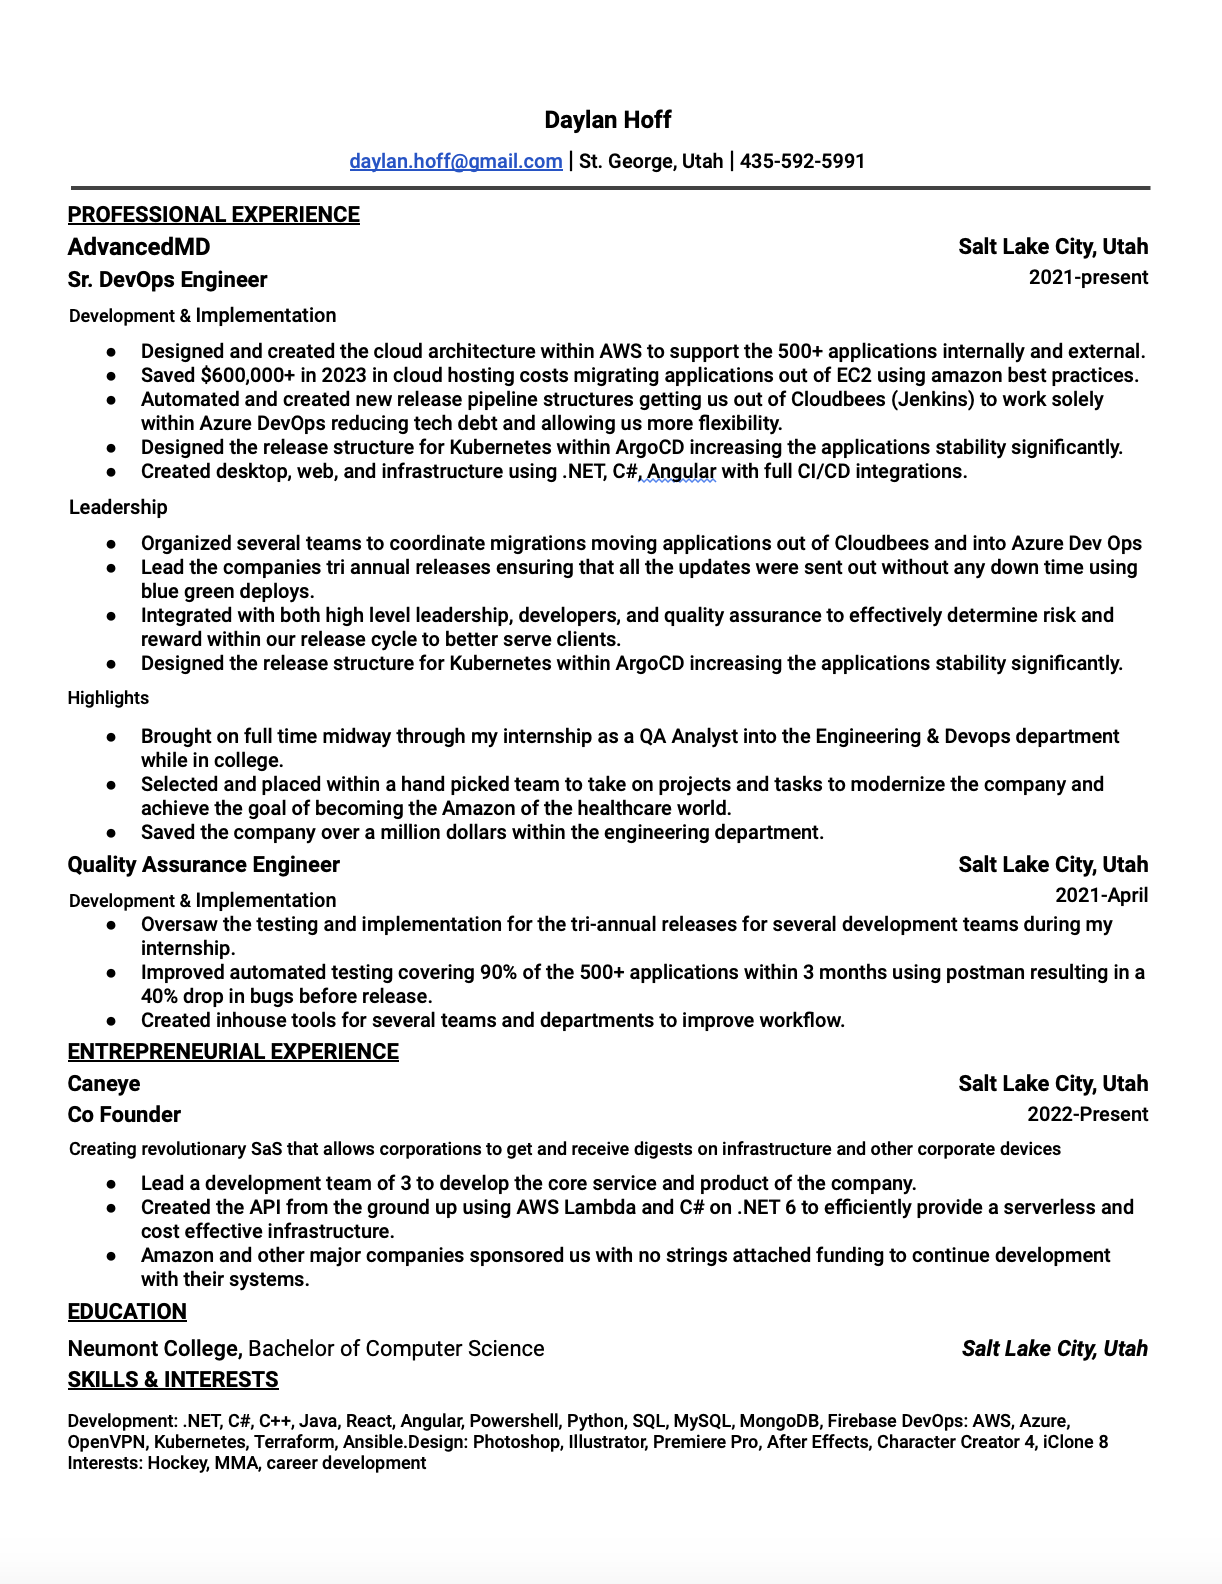 Daylan Hoff
daylan.hoff@gmail.com | St. George, Utah | 435-592-5991
PROFESSIONAL EXPERIENCE
AdvancedMD Salt Lake City, Utah
Sr. DevOps Engineer 2021-present
Development & Implementation
● Designed and created the cloud architecture within AWS to support the 500+ applications internally and external.
● Saved $600,000+ in 2023 in cloud hosting costs migrating applications out of EC2 using amazon best practices.
● Automated and created new release pipeline structures getting us out of Cloudbees (Jenkins) to work solely
within Azure DevOps reducing tech debt and allowing us more flexibility.
● Designed the release structure for Kubernetes within ArgoCD increasing the applications stability significantly.
● Created desktop, web, and infrastructure using .NET, C#, Angular with full CI/CD integrations.
Leadership
● Organized several teams to coordinate migrations moving applications out of Cloudbees and into Azure Dev Ops
● Lead the companies tri annual releases ensuring that all the updates were sent out without any down time using
blue green deploys.
● Integrated with both high level leadership, developers, and quality assurance to effectively determine risk and
reward within our release cycle to better serve clients.
● Designed the release structure for Kubernetes within ArgoCD increasing the applications stability significantly.
Highlights
● Brought on full time midway through my internship as a QA Analyst into the Engineering & Devops department
while in college.
● Selected and placed within a hand picked team to take on projects and tasks to modernize the company and
achieve the goal of becoming the Amazon of the healthcare world.
● Saved the company over a million dollars within the engineering department.
Quality Assurance Engineer Salt Lake City, Utah
Development & Implementation 2021-April
● Oversaw the testing and implementation for the tri-annual releases for several development teams during my
internship.
● Improved automated testing covering 90% of the 500+ applications within 3 months using postman resulting in a
40% drop in bugs before release.
● Created inhouse tools for several teams and departments to improve workflow.
ENTREPRENEURIAL EXPERIENCE
Caneye Salt Lake City, Utah
Co Founder 2022-Present
Creating revolutionary SaS that allows corporations to get and receive digests on infrastructure and other corporate devices
● Lead a development team of 3 to develop the core service and product of the company.
● Created the API from the ground up using AWS Lambda and C# on .NET 6 to efficiently provide a serverless and
cost effective infrastructure.
● Amazon and other major companies sponsored us with no strings attached funding to continue development
with their systems.
EDUCATION
Neumont College, Bachelor of Computer Science Salt Lake City, Utah
SKILLS & INTERESTS
Development: .NET, C#, C++, Java, React, Angular, Powershell, Python, SQL, MySQL, MongoDB, Firebase DevOps: AWS, Azure,
OpenVPN, Kubernetes, Terraform, Ansible.Design: Photoshop, Illustrator, Premiere Pro, After Effects, Character Creator 4, iClone 8
Interests: Hockey, MMA, career development